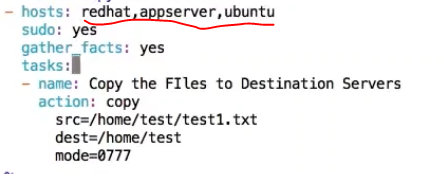 - hosts: redhat,appserver,ubuntu
  sudo: yes
  gather_facts: yes
  tasks:
  - name: Copy the FIles to Destination Servers
    action: copy
      src=/home/test/test1.txt
      dest=/home/test
      mode=0777